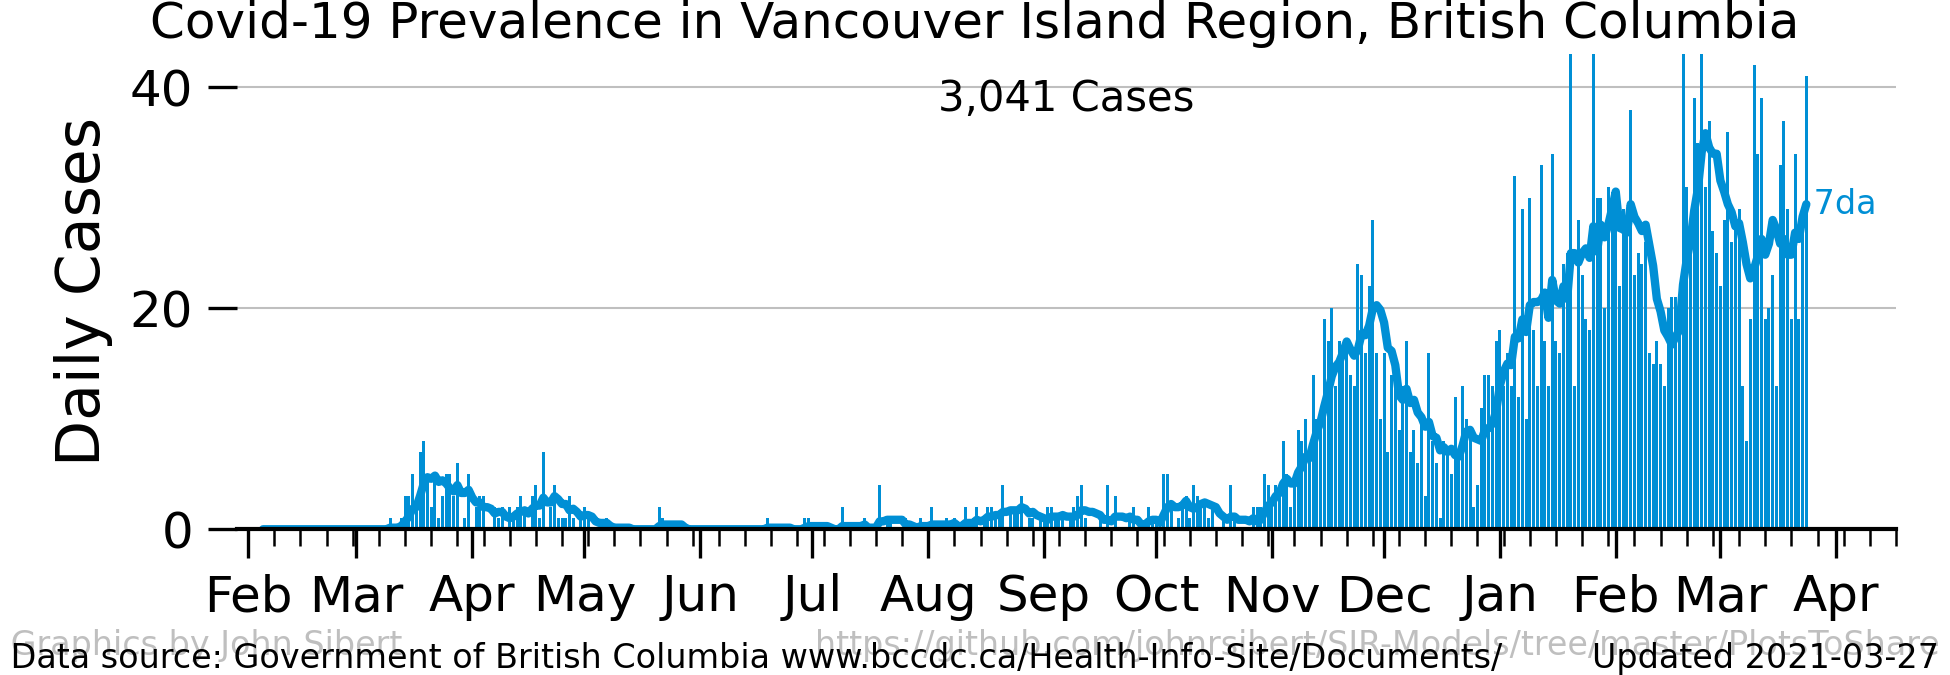 Covid-19 Prevalence in Vancouver Island Region, British Columbia
3,041 Cases
Daily Cases
40
20
0
7da
Feb Mar Apr May Jun Jul Aug Sep Oct Nov Dec Jan Feb Mar Apr
Graphics by John Sibert https://github.com/johnrsibert/SIR-Models/tree/master/PlotsToShare
Data source: Government of British Columbia www.bccdc.ca/Health-Info-Site/Documents/ Updated 2021-03-27